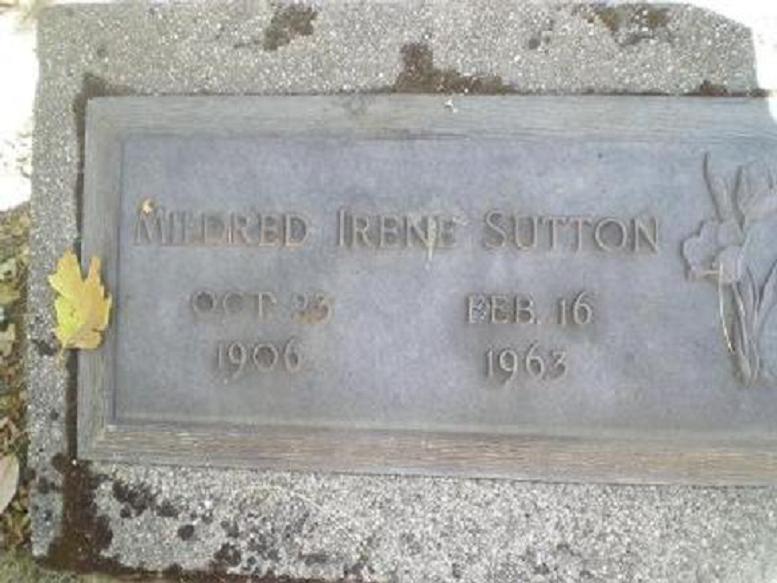 MILDRED IRENE SUTTON
OCT. 23 FEB. 16
1906 1963